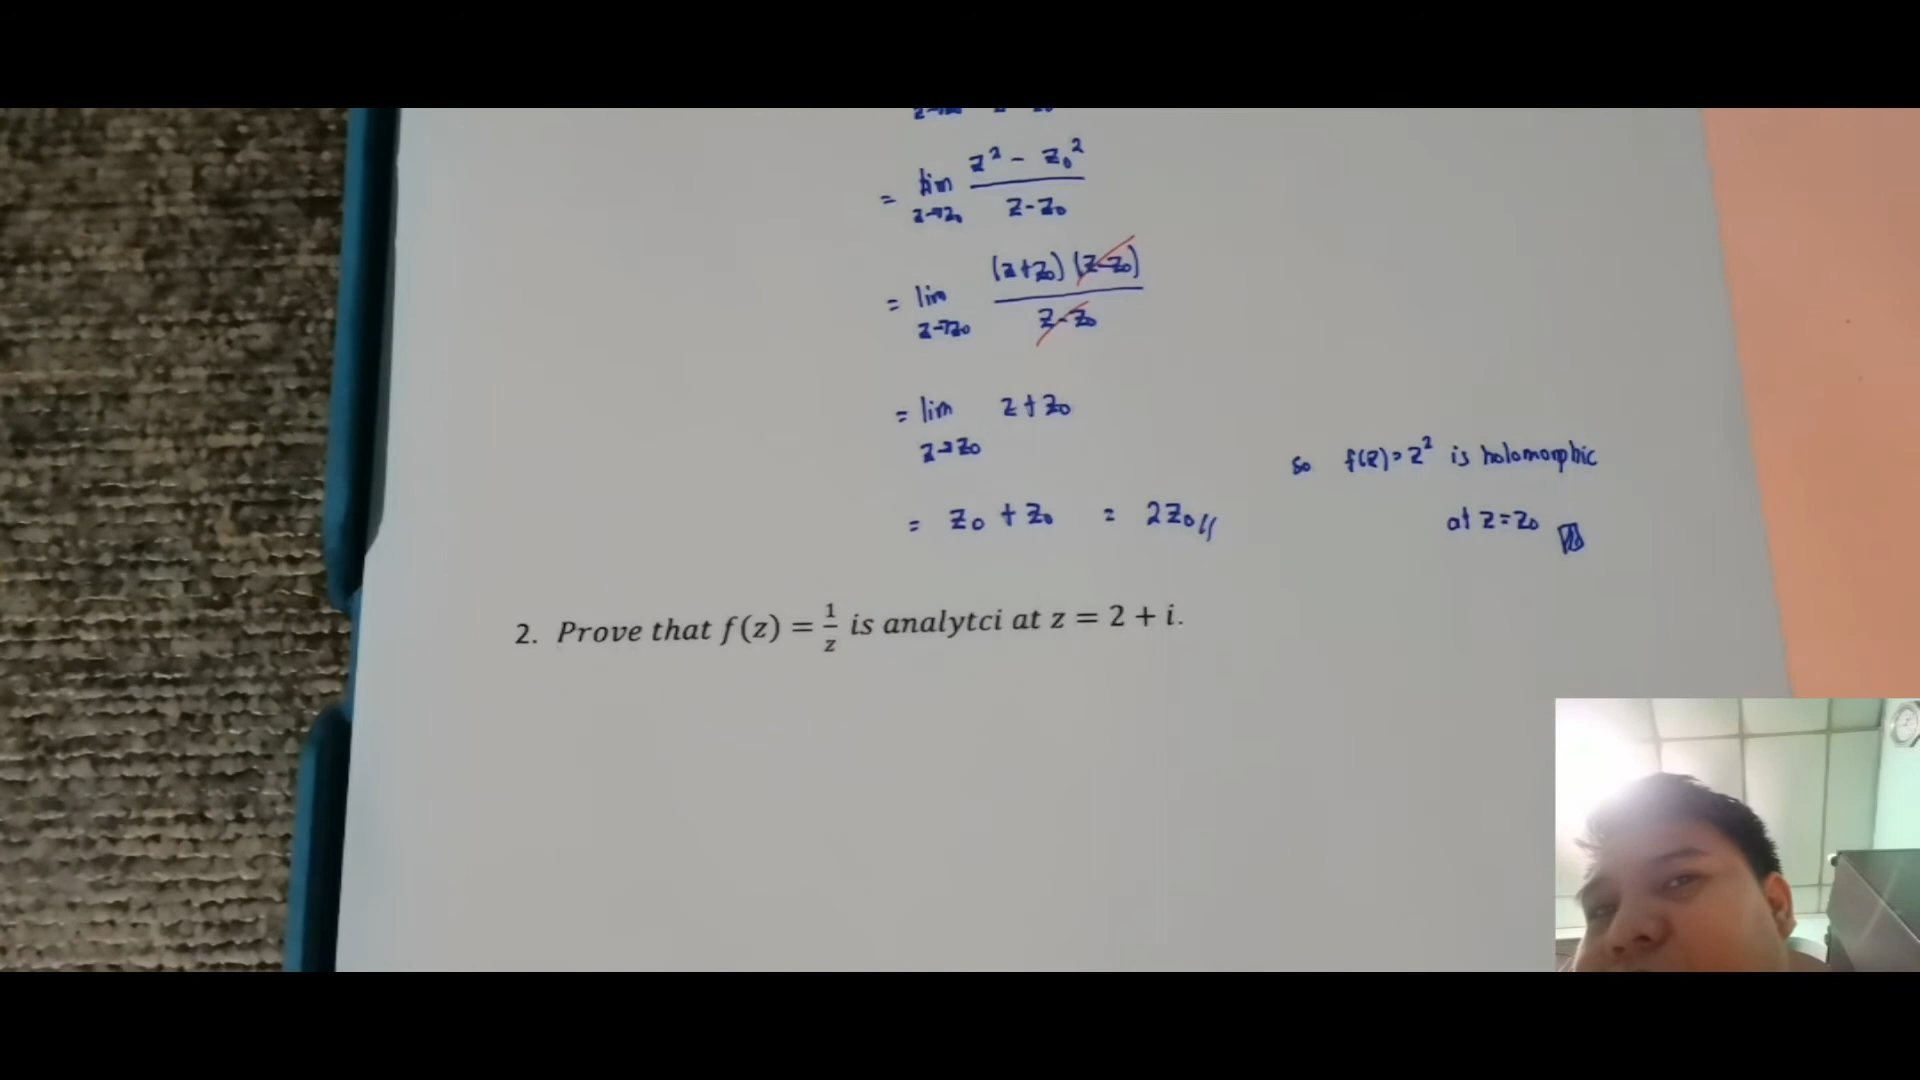 = lim z² - z₀² / z - z₀
z→z₀
= lim (z+z₀)(z-z₀) / z-z₀
z→z₀
= lim z+z₀
z→z₀
so f(z)=z² is holomorphic
= z₀ + z₀ = 2z₀//
at z=z₀
2. Prove that f(z) = 1/z is analytci at z = 2 + i.